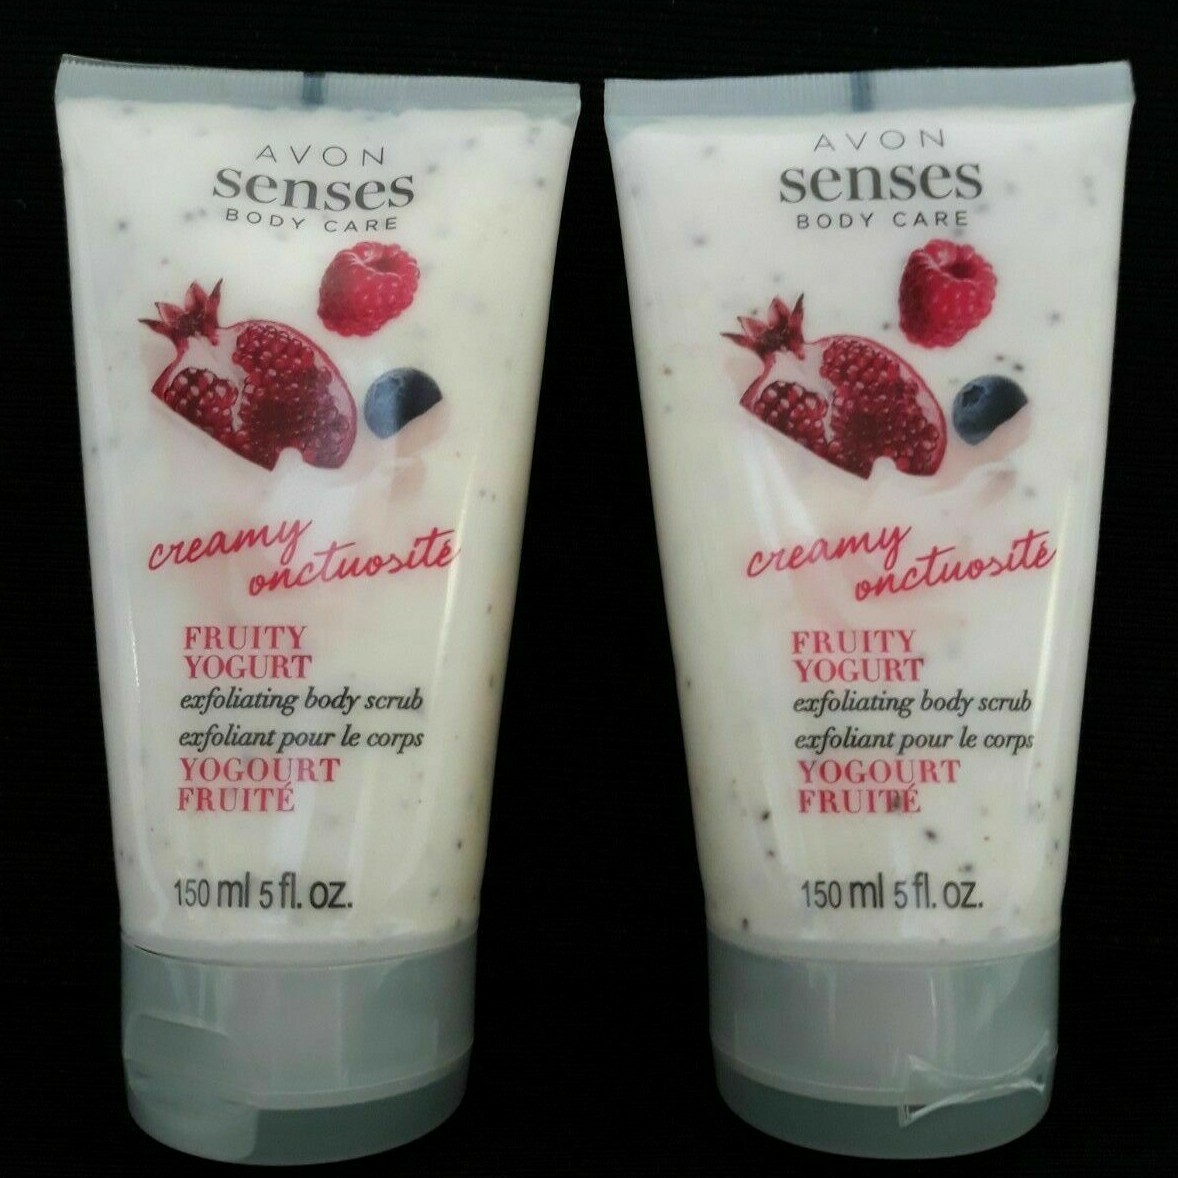 AVON
senses
BODY CARE
creamy
onctuosité
FRUITY
YOGURT
exfoliating body scrub
exfoliant pour le corps
YOGOURT
FRUITÉ
150 ml 5 fl. oz.
AVON
senses
BODY CARE
creamy
onctuosité
FRUITY
YOGURT
exfoliating body scrub
exfoliant pour le corps
YOGOURT
FRUITÉ
150 ml 5 fl. oz.